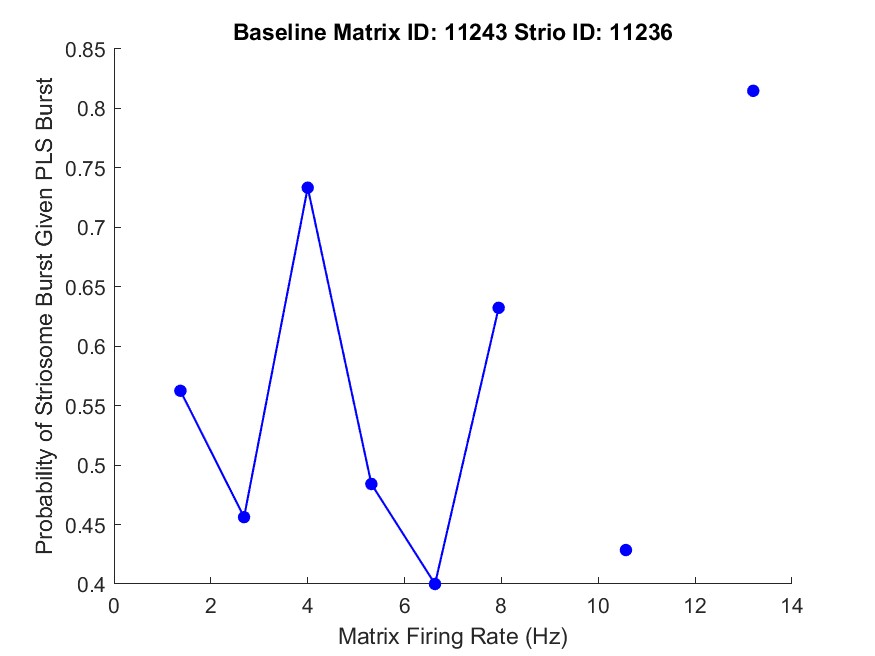 Baseline Matrix ID: 11243 Strio ID: 11236
Probability of Striosome Burst Given PLS Burst
0.85
0.8
0.75
0.7
0.65
0.6
0.55
0.5
0.45
0.4
0 2 4 6 8 10 12 14
Matrix Firing Rate (Hz)